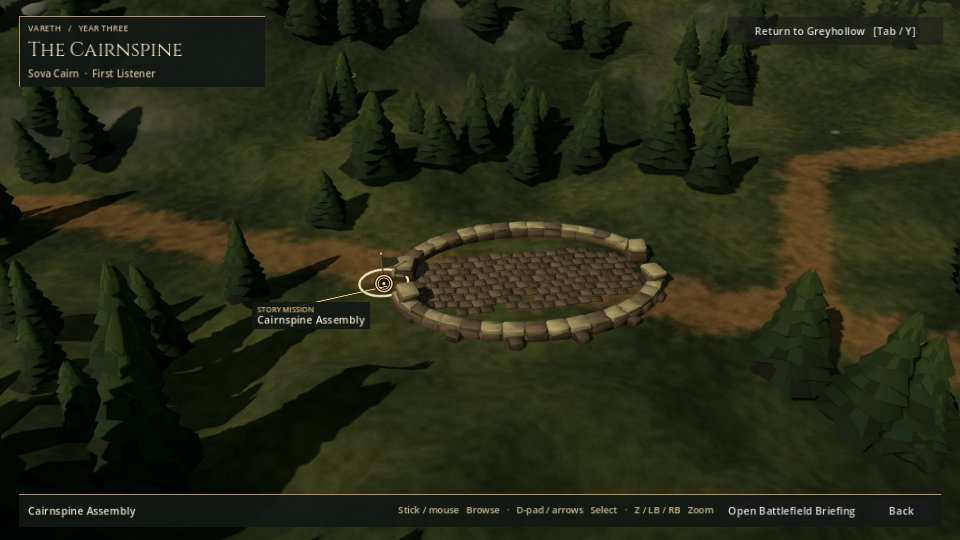 VARETH / YEAR THREE
THE CAIRNSPINE
Sova Cairn · First Listener
Return to Greyhollow [Tab / Y]
STORY MISSION
Cairnspine Assembly
Cairnspine Assembly
Stick / mouse Browse · D-pad / arrows Select · Z / LB / RB Zoom
Open Battlefield Briefing
Back